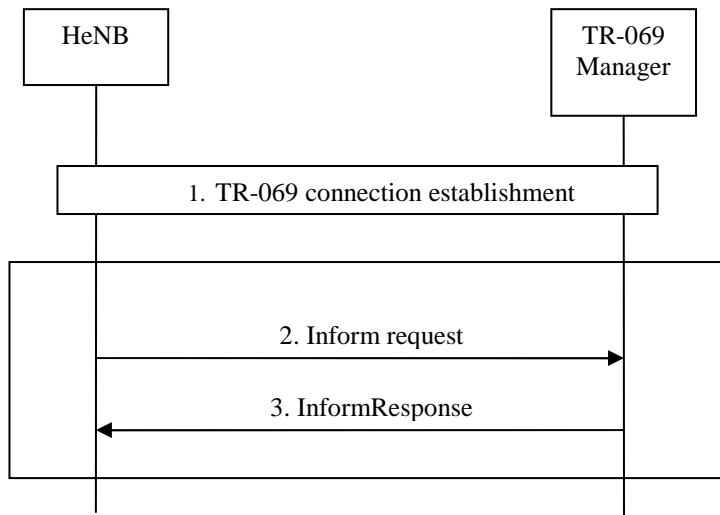 HeNB
TR-069
Manager
1. TR-069 connection establishment
2. Inform request
3. InformResponse